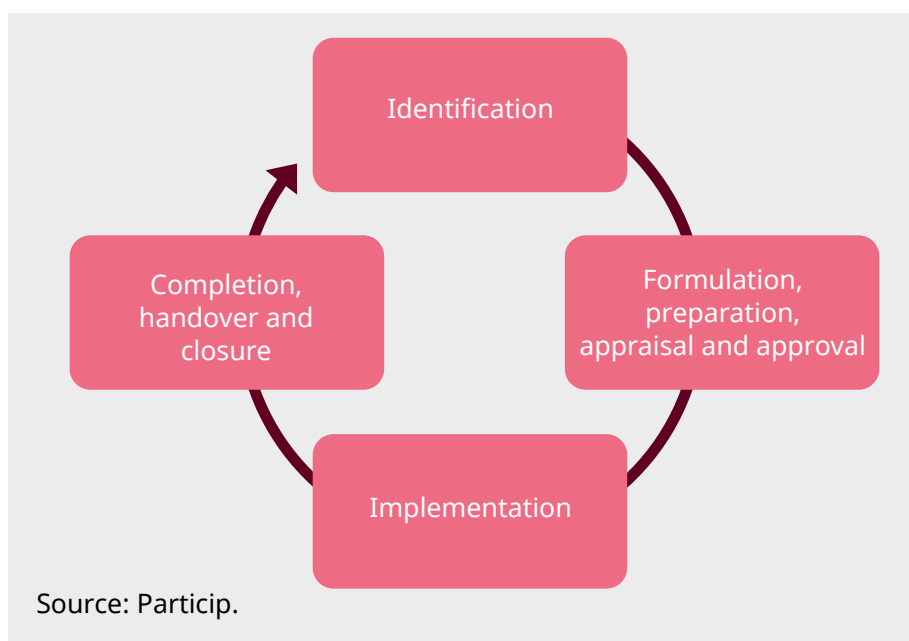 Identification
Formulation,
preparation,
appraisal and approval
Implementation
Completion,
handover and
closure
Source: Particip.